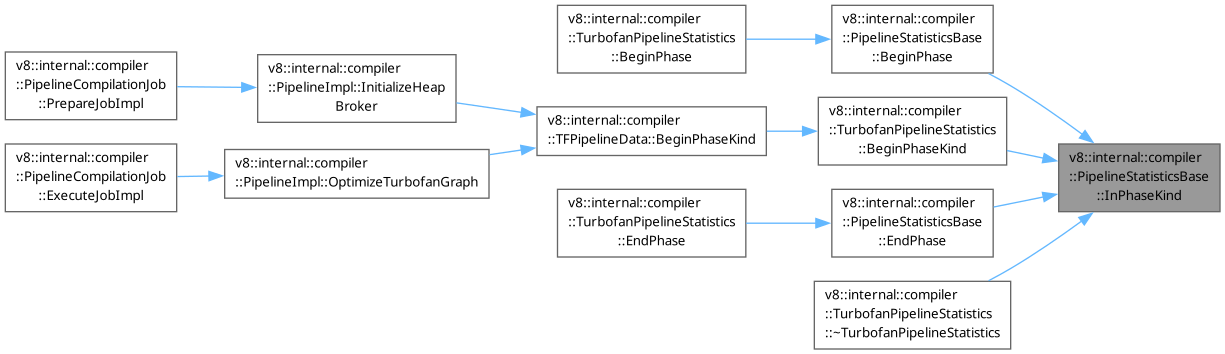 v8::internal::compiler
::PipelineCompilationJob
::PrepareJobImpl
v8::internal::compiler
::PipelineCompilationJob
::ExecuteJobImpl
v8::internal::compiler
::PipelineImpl::InitializeHeap
Broker
v8::internal::compiler
::PipelineImpl::OptimizeTurbofanGraph
v8::internal::compiler
::TurbofanPipelineStatistics
::BeginPhase
v8::internal::compiler
::TFPipelineData::BeginPhaseKind
v8::internal::compiler
::TurbofanPipelineStatistics
::EndPhase
v8::internal::compiler
::PipelineStatisticsBase
::BeginPhase
v8::internal::compiler
::TurbofanPipelineStatistics
::BeginPhaseKind
v8::internal::compiler
::PipelineStatisticsBase
::EndPhase
v8::internal::compiler
::TurbofanPipelineStatistics
::~TurbofanPipelineStatistics
v8::internal::compiler
::PipelineStatisticsBase
::InPhaseKind